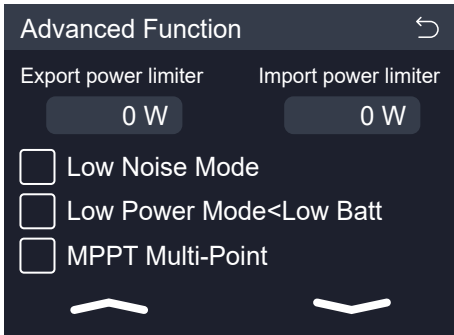 Advanced Function
Export power limiter Import power limiter
0 W 0 W
Low Noise Mode
Low Power Mode<Low Batt
MPPT Multi-Point